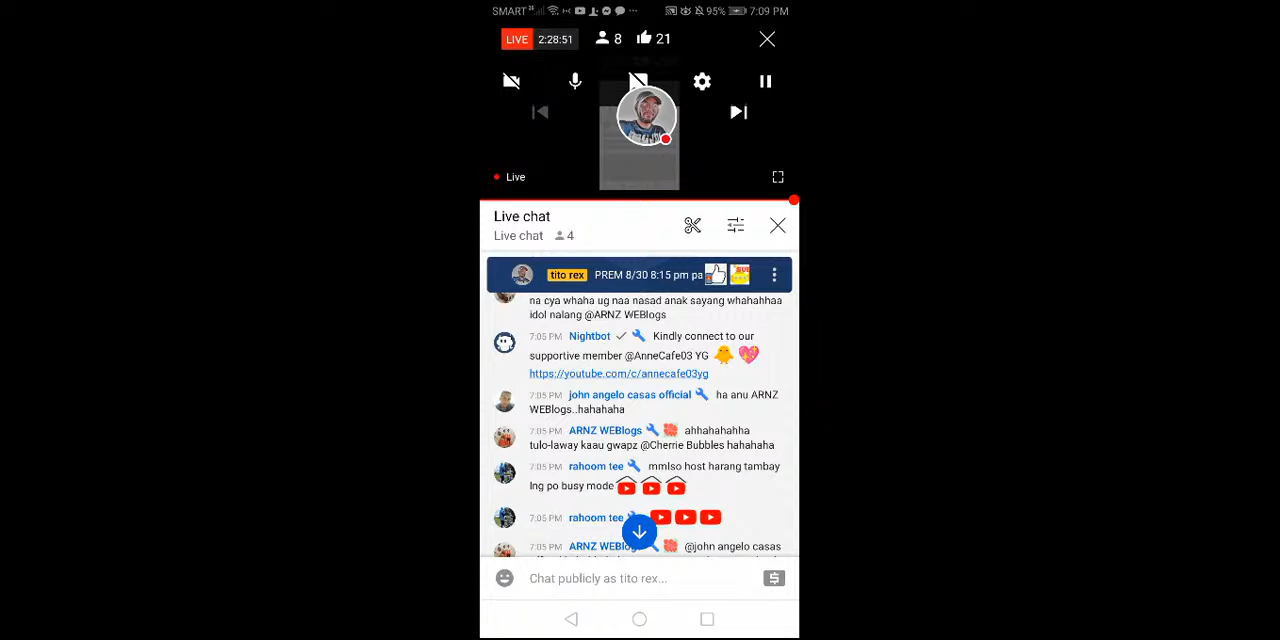 SMART 95% 7:09 PM
LIVE 2:28:51 8 21
Live
Live chat
Live chat 4
tito rex PREM 8/30 8:15 pm pa
na cya whaha ug naa nasad anak sayang whahahhaa
idol nalang @ARNZ WEBlogs
7:05 PM Nightbot Kindly connect to our
supportive member @AnneCafe03 YG
https://youtube.com/c/annecafe03yg
7:05 PM john angelo casas official ha anu ARNZ
WEBlogs..hahahaha
7:05 PM ARNZ WEBlogs ahhahahahha
tulo-laway kaau gwapz @Cherrie Bubbles hahahaha
7:05 PM rahoom tee mmlso host harang tambay
lng po busy mode
7:05 PM rahoom tee
7:05 PM ARNZ WEBlogs @john angelo casas
Chat publicly as tito rex...